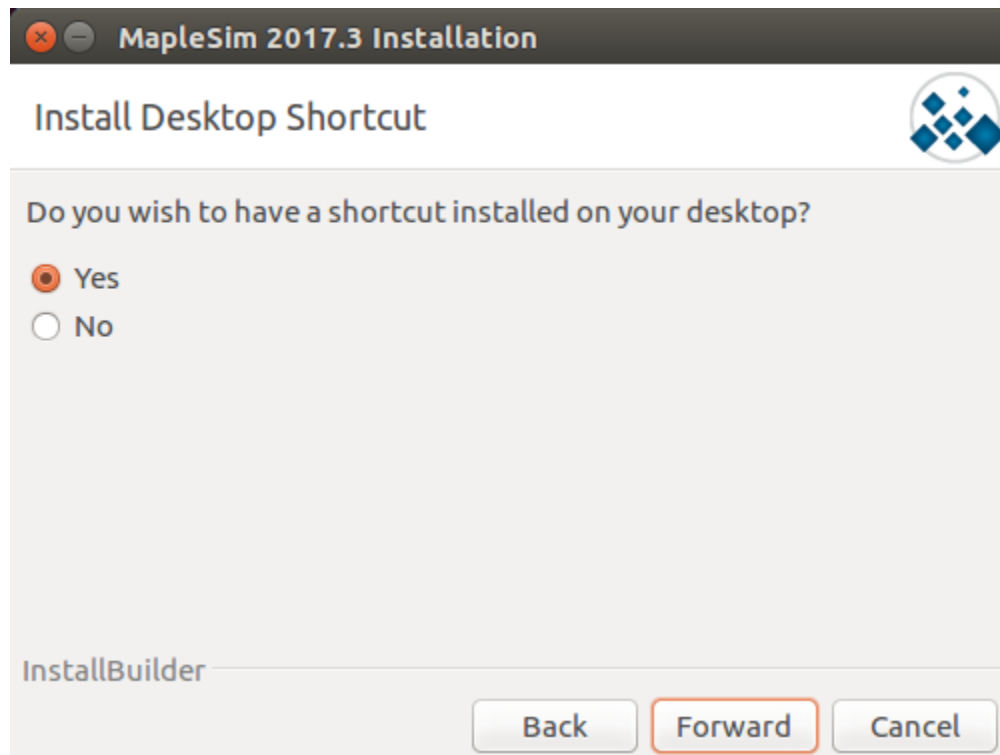 MapleSim 2017.3 Installation
Install Desktop Shortcut
Do you wish to have a shortcut installed on your desktop?
Yes
No
InstallBuilder
Back Forward Cancel